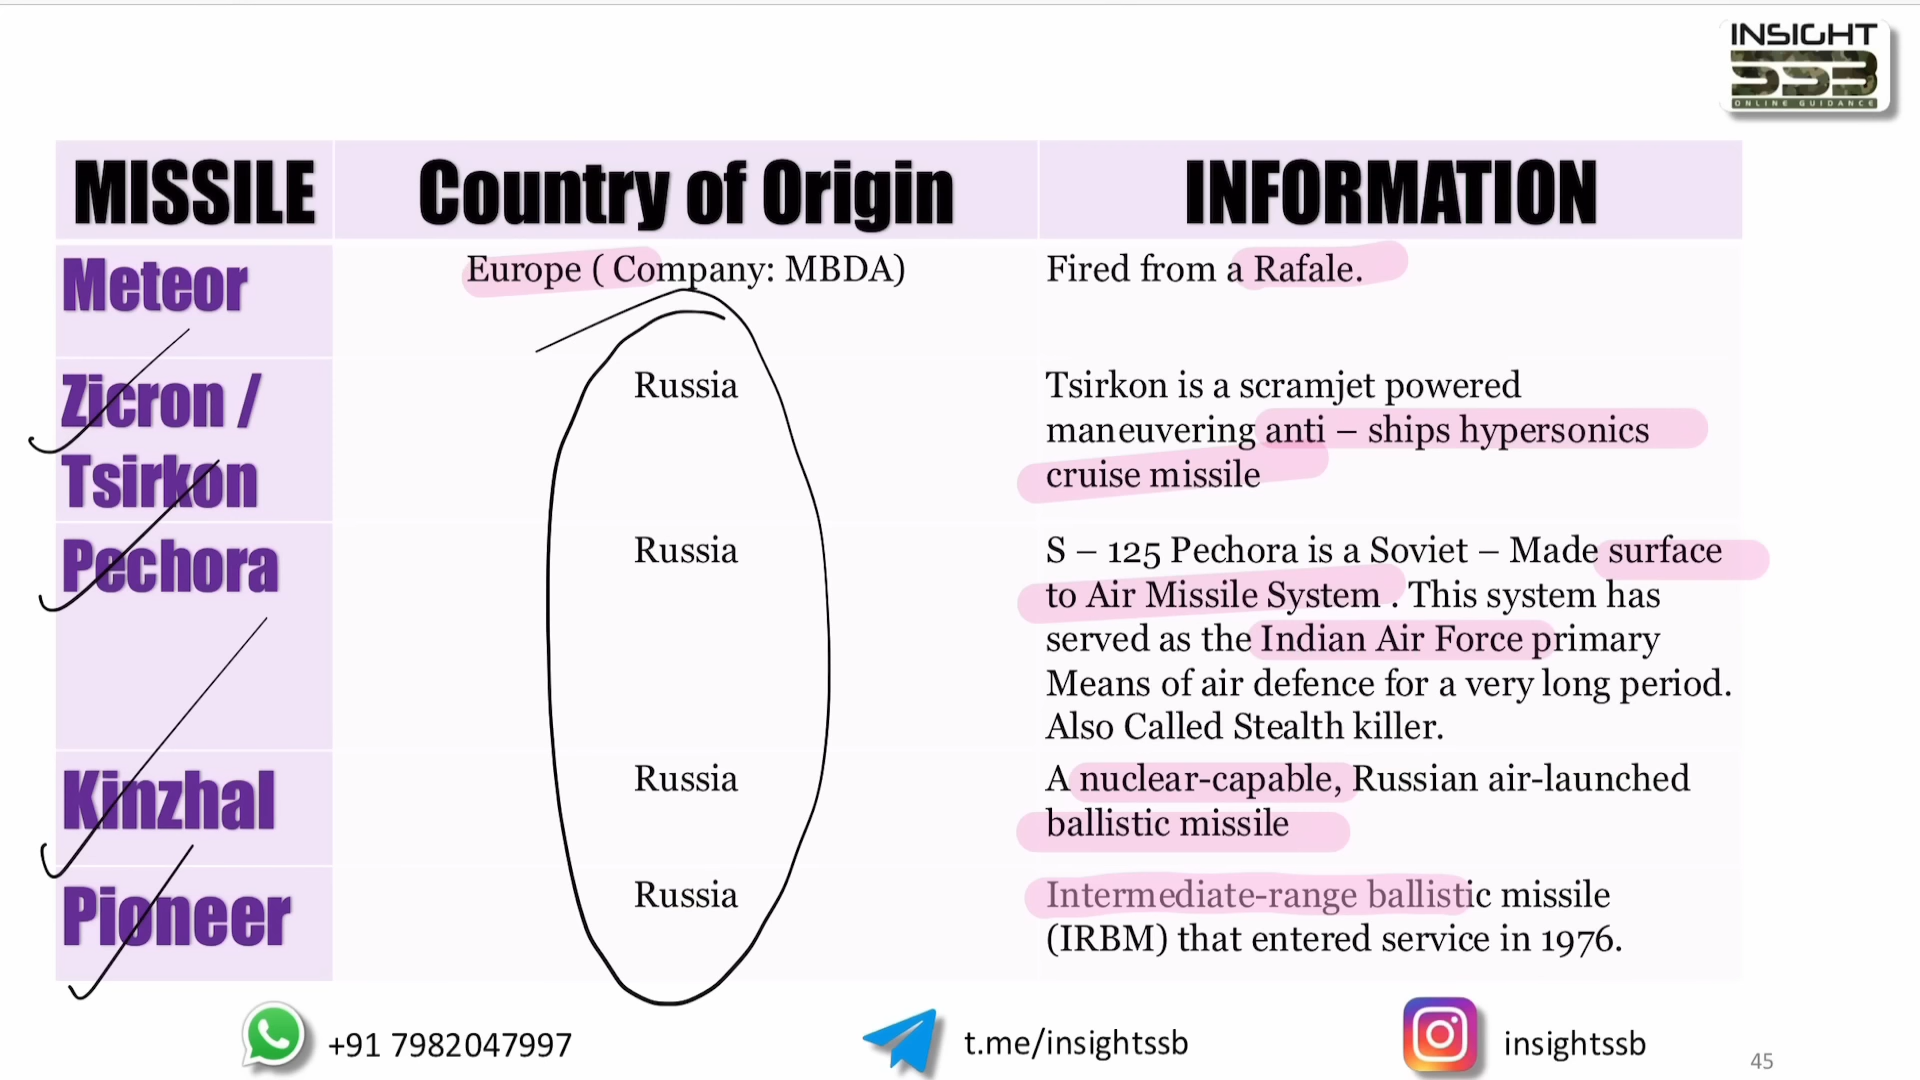 INSIGHT
SSB
ONLINE GUIDANCE
MISSILE Country of Origin INFORMATION
Meteor Europe ( Company: MBDA) Fired from a Rafale.
Zicron /
Tsirkon
Russia
Tsirkon is a scramjet powered
maneuvering anti – ships hypersonics
cruise missile
Pechora
Russia
S – 125 Pechora is a Soviet – Made surface
to Air Missile System . This system has
served as the Indian Air Force primary
Means of air defence for a very long period.
Also Called Stealth killer.
Kinzhal
Russia
A nuclear-capable, Russian air-launched
ballistic missile
Pioneer
Russia
Intermediate-range ballistic missile
(IRBM) that entered service in 1976.
+91 7982047997 t.me/insightssb insightssb
45